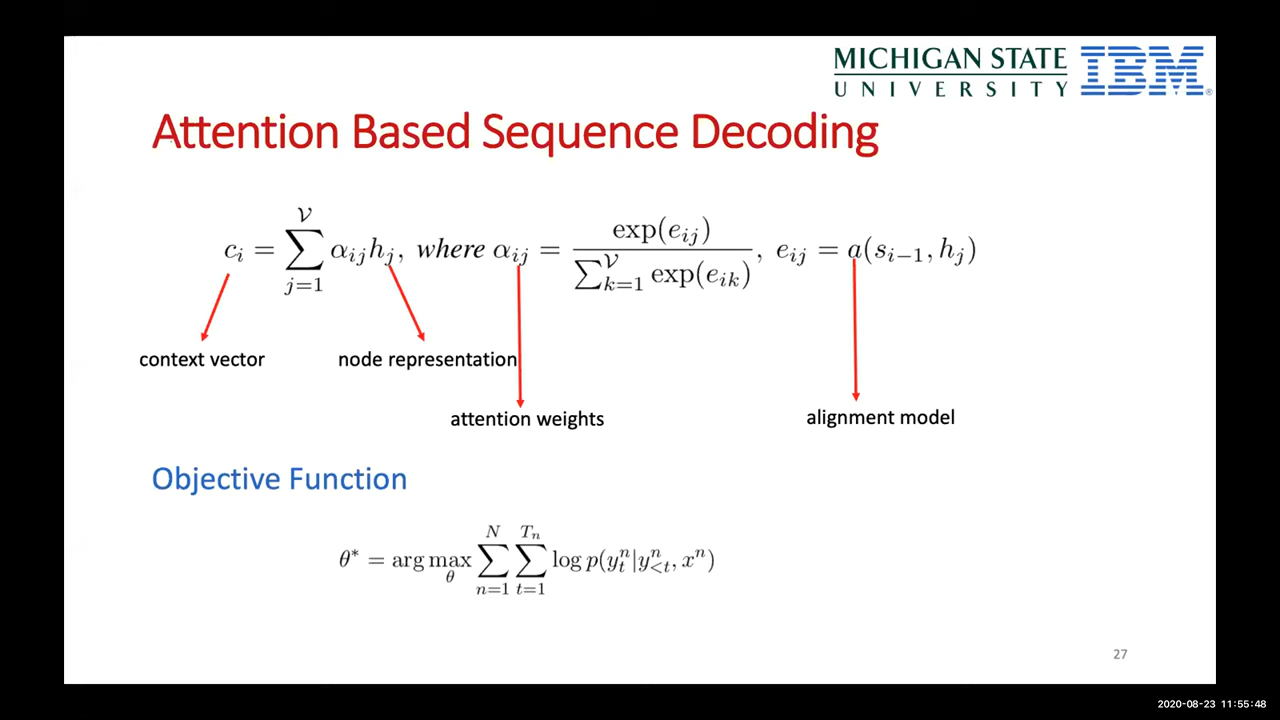 MICHIGAN STATE
UNIVERSITY
IBM®
Attention Based Sequence Decoding
c_i = \sum_{j=1}^{\mathcal{V}} \alpha_{ij} h_j, where \alpha_{ij} = \frac{\exp(e_{ij})}{\sum_{k=1}^{\mathcal{V}} \exp(e_{ik})}, e_{ij} = a(s_{i-1}, h_j)
context vector
node representation
attention weights
alignment model
Objective Function
\theta^* = \arg\max_{\theta} \sum_{n=1}^{N} \sum_{t=1}^{T_n} \log p(y_t^n | y_{<t}^n, x^n)
27
2020-08-23 11:55:48